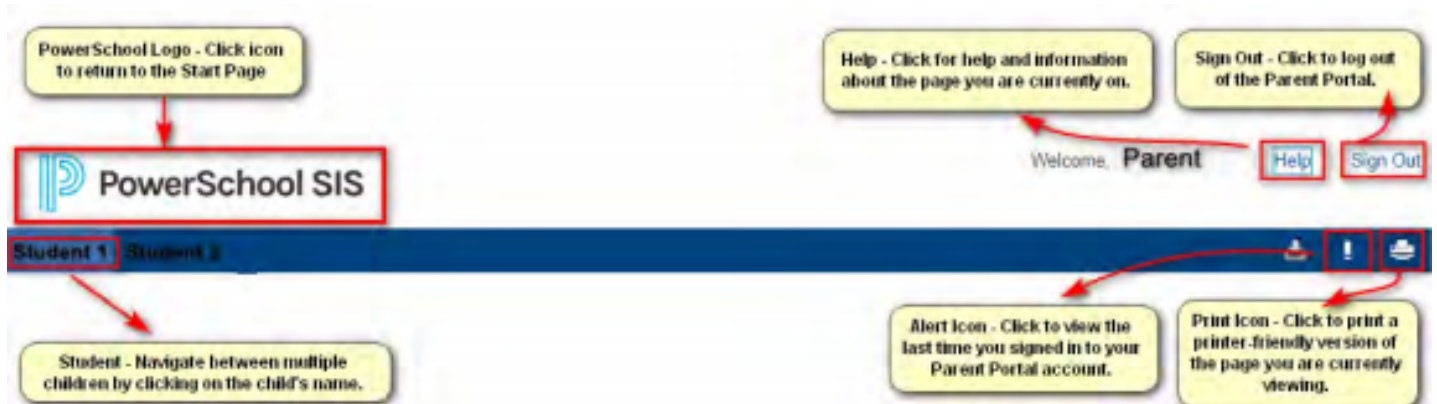 PowerSchool Logo - Click icon
to return to the Start Page
Help - Click for help and information
about the page you are currently on.
Sign Out - Click to log out
of the Parent Portal.
PowerSchool SIS
Welcome, Parent
Help
Sign Out
Student 1
Student 2
Student - Navigate between multiple
children by clicking on the child's name.
Alert Icon - Click to view the
last time you signed in to your
Parent Portal account.
Print Icon - Click to print a
printer-friendly version of
the page you are currently
viewing.